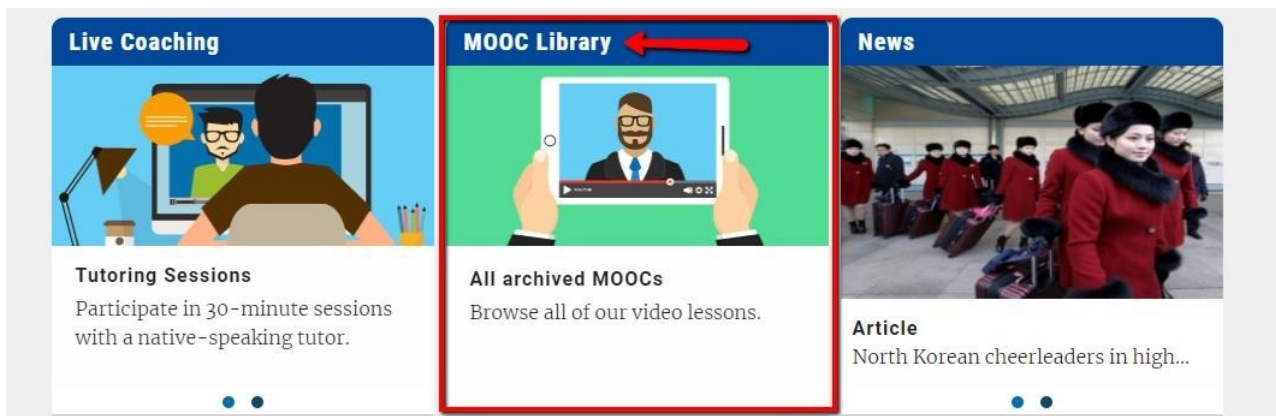 Live Coaching
Tutoring Sessions
Participate in 30-minute sessions
with a native-speaking tutor.
MOOC Library
All archived MOOCs
Browse all of our video lessons.
News
Article
North Korean cheerleaders in high...